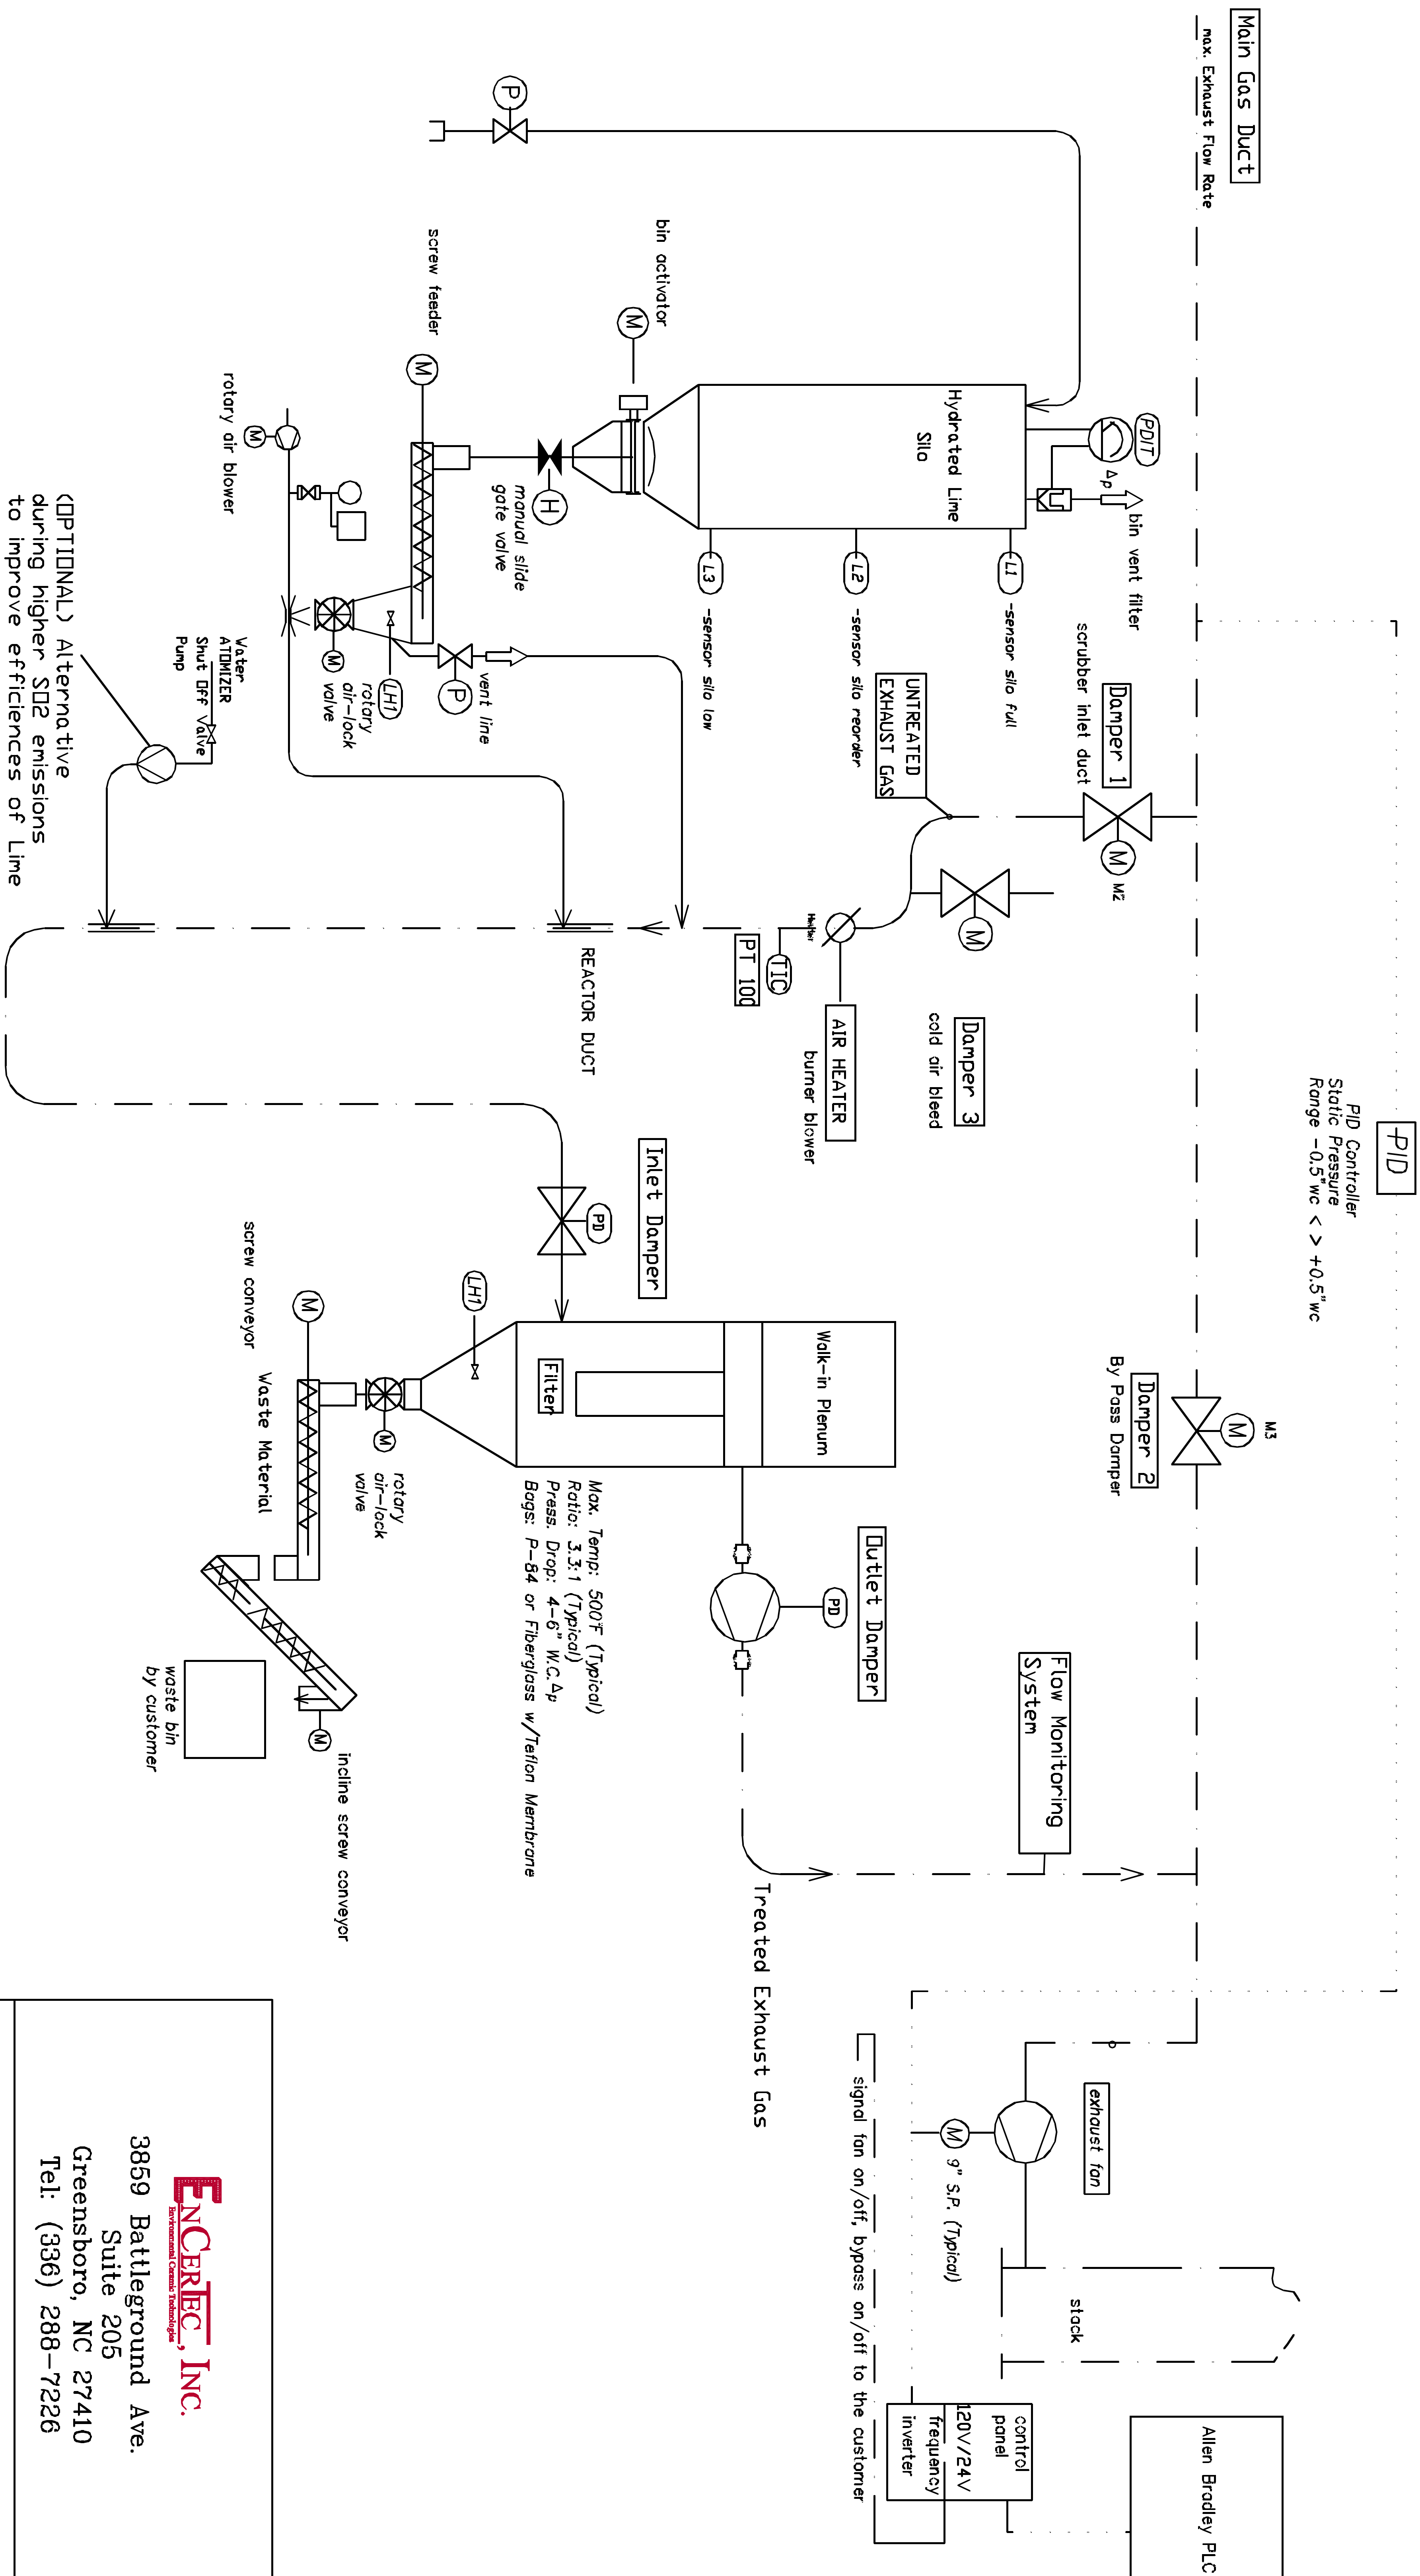 Main Gas Duct
max. Exhaust Flow Rate
PID
PID Controller
Static Pressure
Range -0.5"wc < > +0.5"wc
P
bin activator
M
screw feeder
M
rotary air blower
M
Hydrated Lime
Silo
PDIT
Δp
bin vent filter
L1
-sensor silo full
L2
-sensor silo reorder
L3
-sensor silo low
manual slide
gate valve
H
vent line
P
LH1
rotary
air-lock
valve
M
Water
ATOMIZER
Shut Off Valve
Pump
(OPTIONAL) Alternative
during higher SO2 emissions
to improve efficiences of Lime
Damper 1
scrubber inlet duct
M
M2
UNTREATED
EXHAUST GAS
M
Damper 3
cold air bleed
AIR HEATER
burner blower
TIC
PT 100
REACTOR DUCT
Damper 2
By Pass Damper
M
M3
Inlet Damper
PD
Walk-in Plenum
Filter
LH1
M
rotary
air-lock
valve
screw conveyor
M
Waste Material
Max. Temp: 500°F (Typical)
Ratio: 3.3:1 (Typical)
Press. Drop: 4-6" W.C. Δp
Bags: P-84 or Fiberglass w/Teflon Membrane
Outlet Damper
PD
waste bin
by customer
M
incline screw conveyor
Flow Monitoring
System
Treated Exhaust Gas
exhaust fan
M
9" S.P. (Typical)
signal fan on/off, bypass on/off to the customer
stack
control
panel
120V/24V
frequency
inverter
Allen Bradley PLC
ENCERTEC, INC.
Environmental Ceramic Technologies
3859 Battleground Ave.
Suite 205
Greensboro, NC 27410
Tel: (336) 288-7226